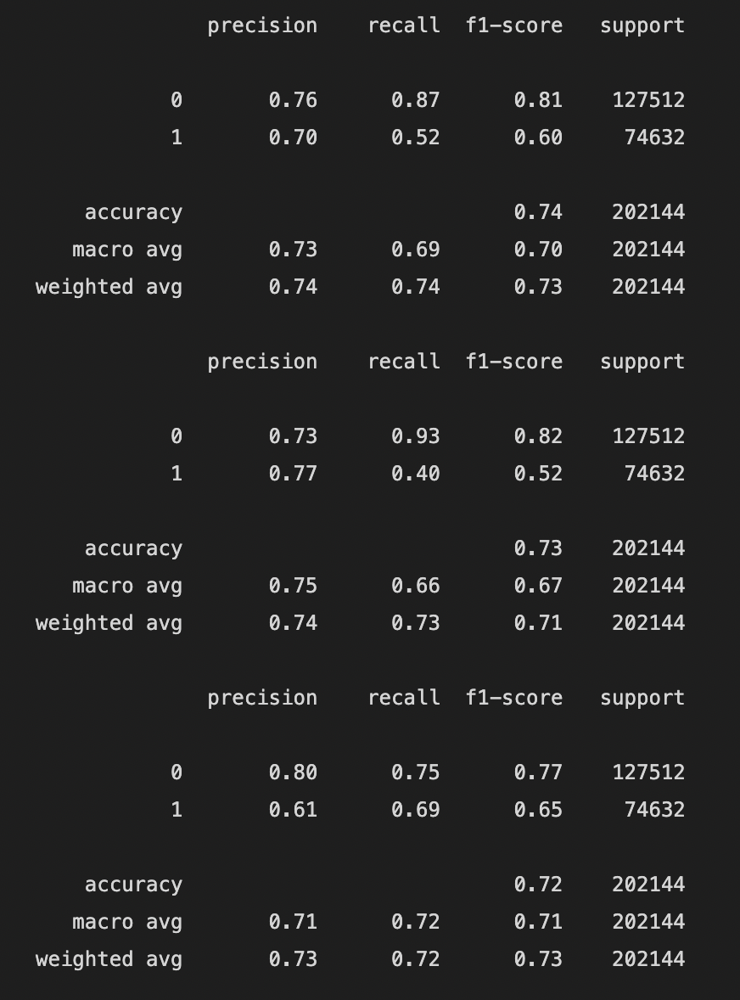 precision recall f1-score support
0 0.76 0.87 0.81 127512
1 0.70 0.52 0.60 74632
accuracy 0.74 202144
macro avg 0.73 0.69 0.70 202144
weighted avg 0.74 0.74 0.73 202144
precision recall f1-score support
0 0.73 0.93 0.82 127512
1 0.77 0.40 0.52 74632
accuracy 0.73 202144
macro avg 0.75 0.66 0.67 202144
weighted avg 0.74 0.73 0.71 202144
precision recall f1-score support
0 0.80 0.75 0.77 127512
1 0.61 0.69 0.65 74632
accuracy 0.72 202144
macro avg 0.71 0.72 0.71 202144
weighted avg 0.73 0.72 0.73 202144